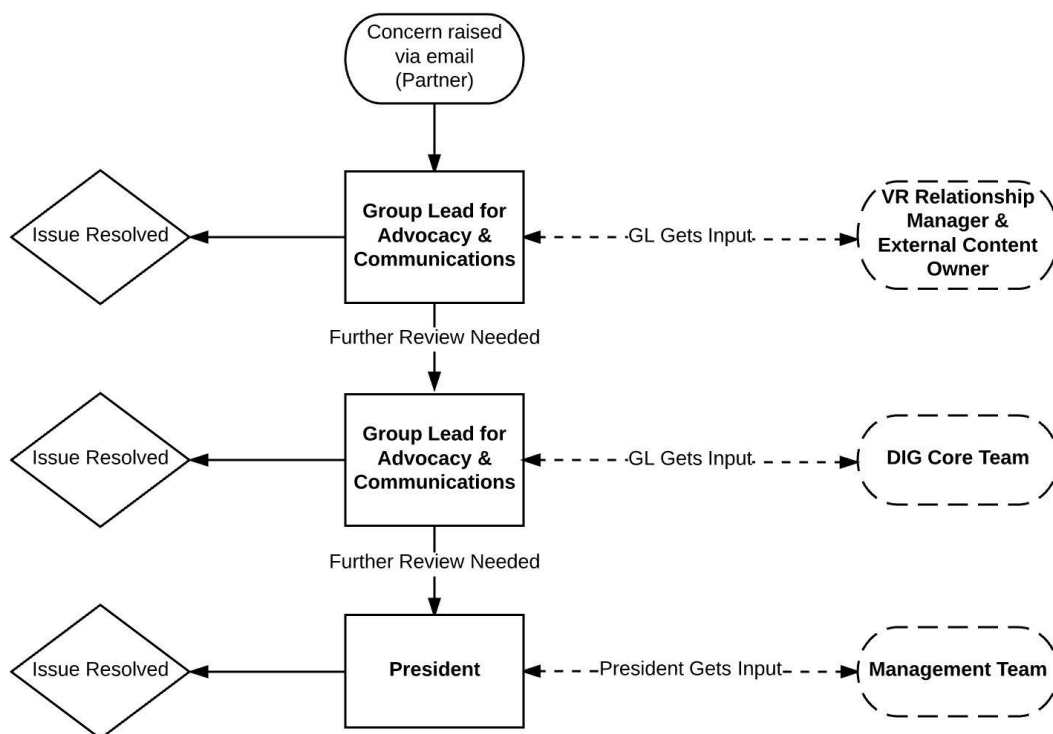 Concern raised
via email
(Partner)
Issue Resolved
Group Lead for
Advocacy &
Communications
GL Gets Input
VR Relationship
Manager &
External Content
Owner
Further Review Needed
Issue Resolved
Group Lead for
Advocacy &
Communications
GL Gets Input
DIG Core Team
Further Review Needed
Issue Resolved
President
President Gets Input
Management Team